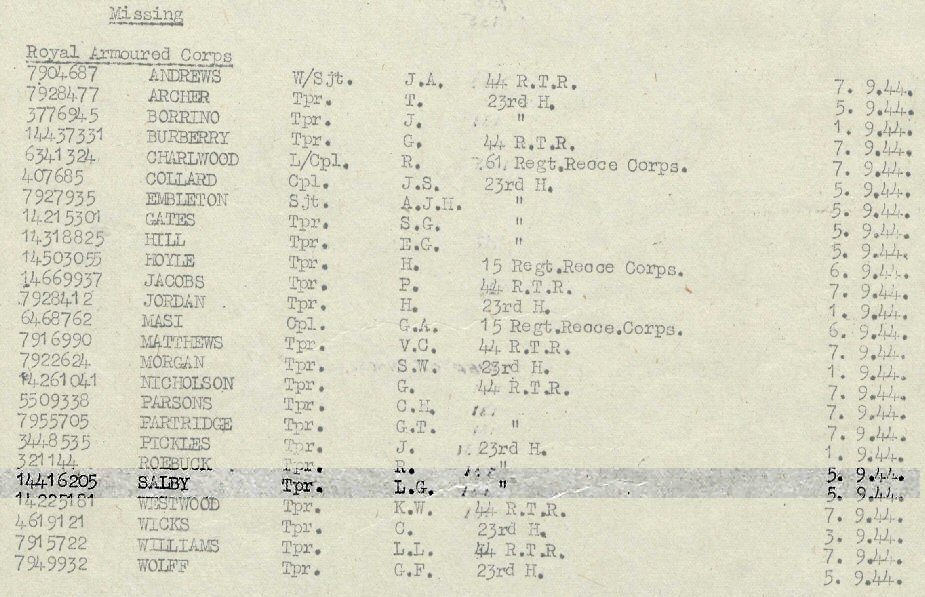 Missing
Royal Armoured Corps
7904687 ANDREWS W/Sjt. J.A. 44 R.T.R. 7. 9.44.
7928477 ARCHER Tpr. T. 23rd H. 5. 9.44.
3776945 BORRINO Tpr. J. " 1. 9.44.
14437331 BURBERRY Tpr. G. 44 R.T.R. 7. 9.44.
6341324 CHARLWOOD L/Cpl. R. 61 Regt.Recce Corps. 7. 9.44.
407685 COLLARD Cpl. J.S. 23rd H. 5. 9.44.
7927935 EMBLETON Sjt. A.J.H. " 5. 9.44.
14215301 GATES Tpr. S.G. " 5. 9.44.
14318825 HILL Tpr. E.G. " 5. 9.44.
14503055 HOYLE Tpr. H. 15 Regt.Recce Corps. 6. 9.44.
14669937 JACOBS Tpr. P. 44 R.T.R. 7. 9.44.
7928412 JORDAN Tpr. H. 23rd H. 1. 9.44.
6468762 MASI Cpl. G.A. 15 Regt.Recce.Corps. 6. 9.44.
7916990 MATTHEWS Tpr. V.C. 44 R.T.R. 7. 9.44.
7922624 MORGAN Tpr. S.W. 23rd H. 1. 9.44.
14261041 NICHOLSON Tpr. G. 44 R.T.R. 7. 9.44.
5509338 PARSONS Tpr. C.H. 7. 9.44.
7955705 PARTRIDGE Tpr. G.T. " 7. 9.44.
3448535 PICKLES Tpr. J. 23rd H. 1. 9.44.
321144 ROEBUCK Tpr. R. " 5. 9.44.
14416205 SALBY Tpr. L.G. " 5. 9.44.
14225181 WESTWOOD Tpr. K.W. 44 R.T.R. 7. 9.44.
4619121 WICKS Tpr. C. 23rd H. 3. 9.44.
7915722 WILLIAMS Tpr. L.L. 44 R.T.R. 7. 9.44.
7949932 WOLFF Tpr. G.F. 23rd H. 5. 9.44.